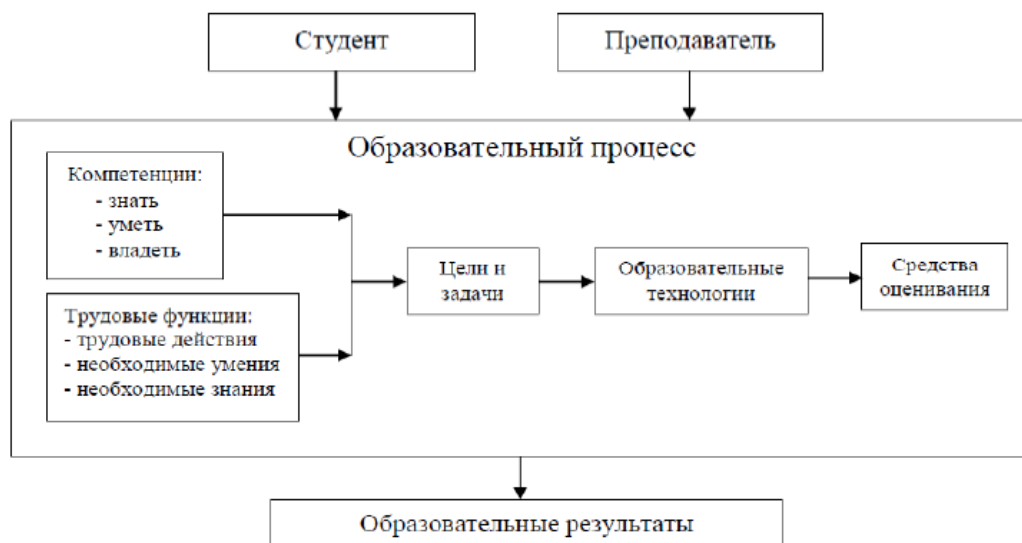 Студент
Преподаватель
Образовательный процесс
Компетенции:
- знать
- уметь
- владеть
Трудовые функции:
- трудовые действия
- необходимые умения
- необходимые знания
Цели и
задачи
Образовательные
технологии
Средства
оценивания
Образовательные результаты